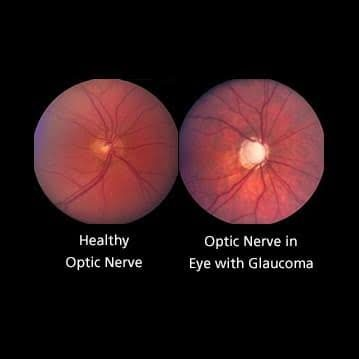 Healthy
Optic Nerve
Optic Nerve in
Eye with Glaucoma